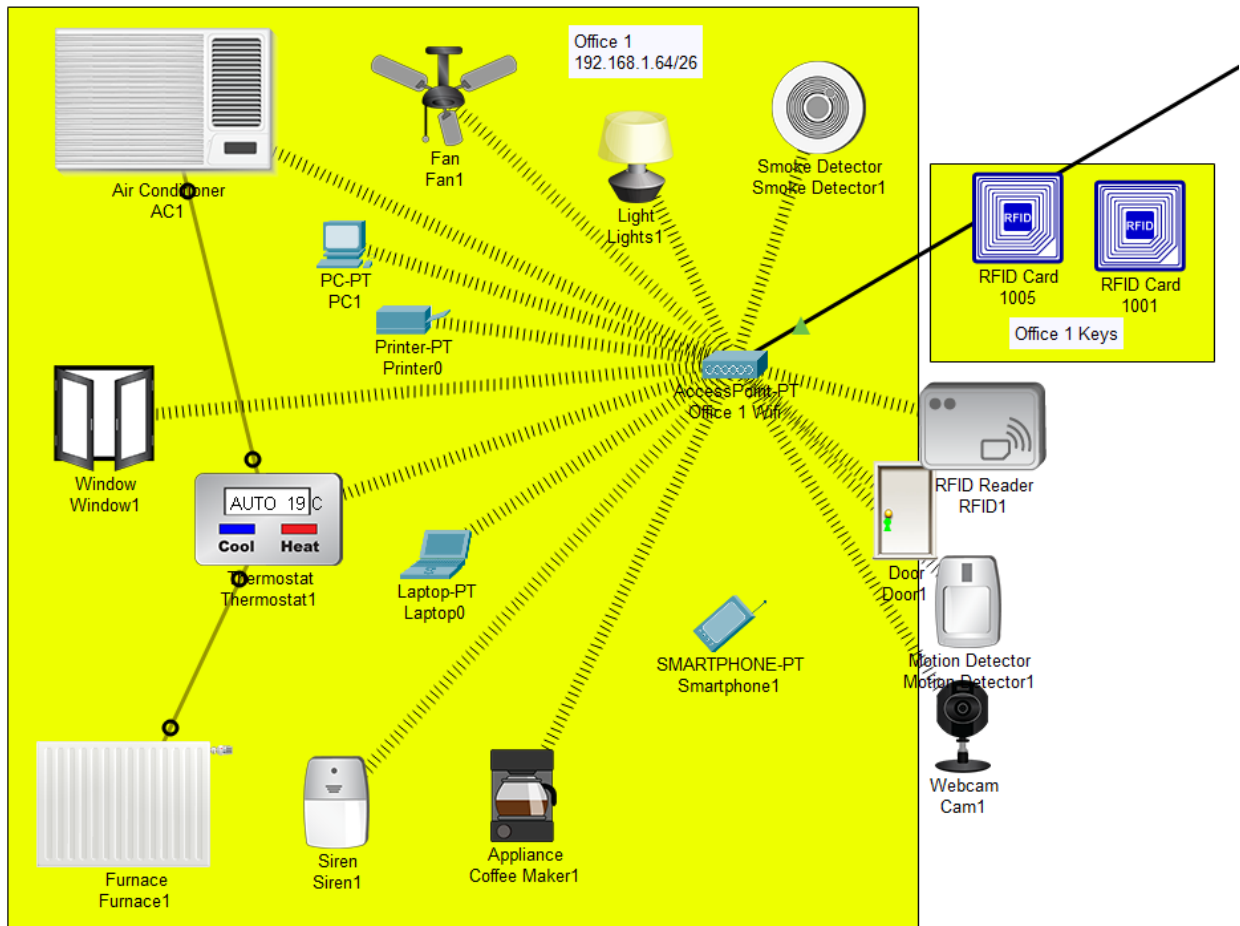 Office 1
192.168.1.64/26
Air Conditioner
AC1
Fan
Fan1
Light
Lights1
Smoke Detector
Smoke Detector1
RFID
RFID Card
1005
RFID
RFID Card
1001
Office 1 Keys
PC-PT
PC1
Printer-PT
Printer0
AccessPoint-PT
Office 1 Wifi
Window
Window1
AUTO 19 C
Cool Heat
Thermostat
Thermostat1
RFID Reader
RFID1
Door
Door1
Laptop-PT
Laptop0
SMARTPHONE-PT
Smartphone1
Motion Detector
Motion Detector1
Webcam
Cam1
Furnace
Furnace1
Siren
Siren1
Appliance
Coffee Maker1